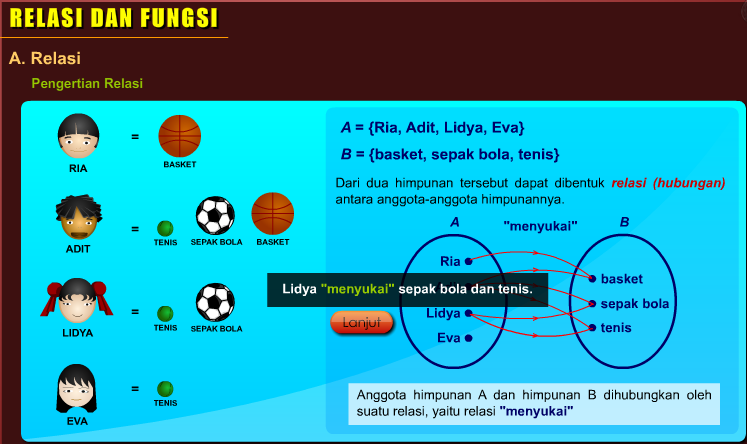 RELASI DAN FUNGSI
A. Relasi
Pengertian Relasi
RIA
=
BASKET
ADIT
=
TENIS
SEPAK BOLA
BASKET
LIDYA
=
TENIS
SEPAK BOLA
EVA
=
TENIS
A = {Ria, Adit, Lidya, Eva}
B = {basket, sepak bola, tenis}
Dari dua himpunan tersebut dapat dibentuk relasi (hubungan)
antara anggota-anggota himpunannya.
A "menyukai" B
Ria
basket
Lidya "menyukai" sepak bola dan tenis.
sepak bola
Lidya
tenis
Eva
Lanjut
Anggota himpunan A dan himpunan B dihubungkan oleh
suatu relasi, yaitu relasi "menyukai"